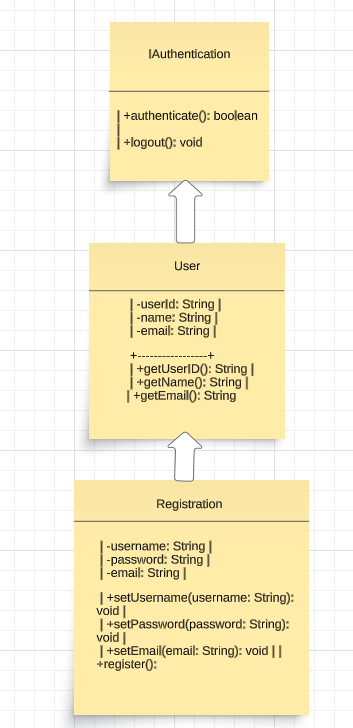 IAuthentication
| +authenticate(): boolean
|
| +logout(): void
User
| -userId: String |
| -name: String |
| -email: String |
+-----------------+
| +getUserID(): String |
| +getName(): String |
| +getEmail(): String
Registration
| -username: String |
| -password: String |
| -email: String |
| +setUsername(username: String):
void |
| +setPassword(password: String):
void |
| +setEmail(email: String): void | |
+register():